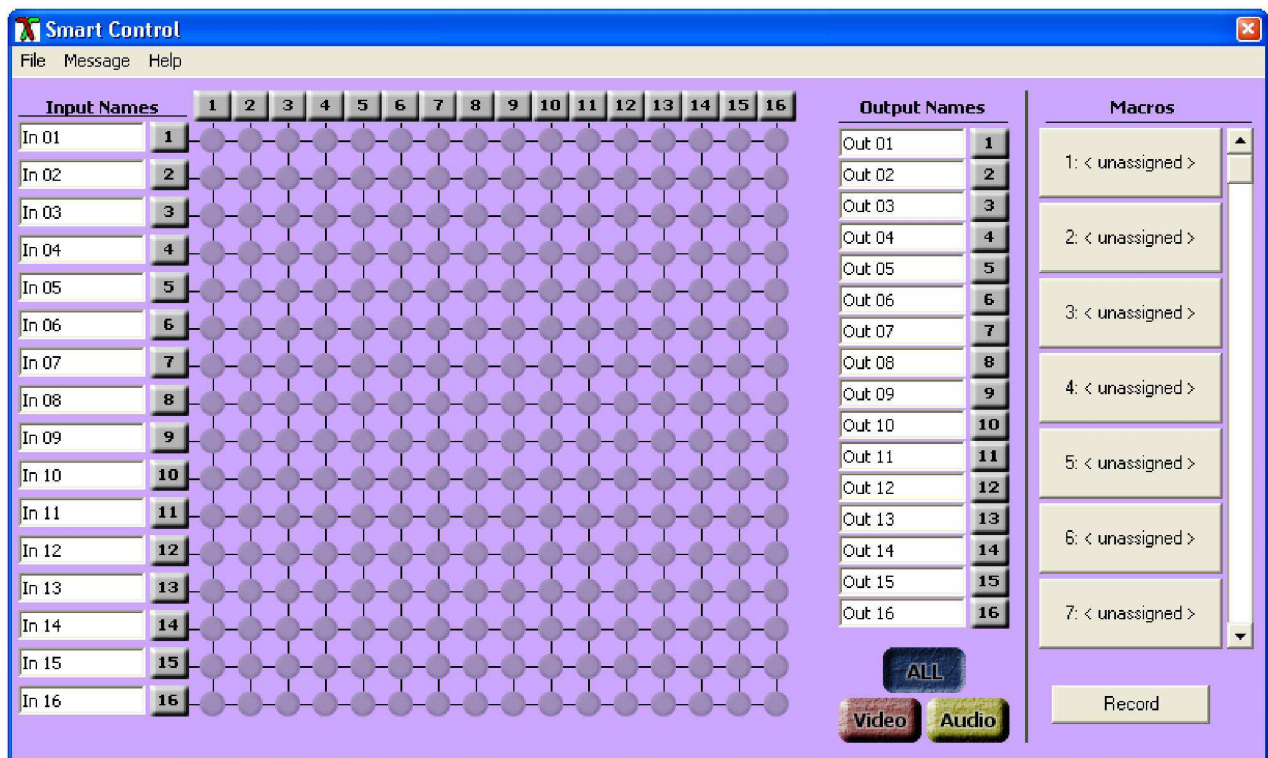 Smart Control
File Message Help
Input Names
1 2 3 4 5 6 7 8 9 10 11 12 13 14 15 16
In 01 1
In 02 2
In 03 3
In 04 4
In 05 5
In 06 6
In 07 7
In 08 8
In 09 9
In 10 10
In 11 11
In 12 12
In 13 13
In 14 14
In 15 15
In 16 16
Output Names
Out 01 1
Out 02 2
Out 03 3
Out 04 4
Out 05 5
Out 06 6
Out 07 7
Out 08 8
Out 09 9
Out 10 10
Out 11 11
Out 12 12
Out 13 13
Out 14 14
Out 15 15
Out 16 16
ALL
Video Audio
Macros
1: < unassigned >
2: < unassigned >
3: < unassigned >
4: < unassigned >
5: < unassigned >
6: < unassigned >
7: < unassigned >
Record